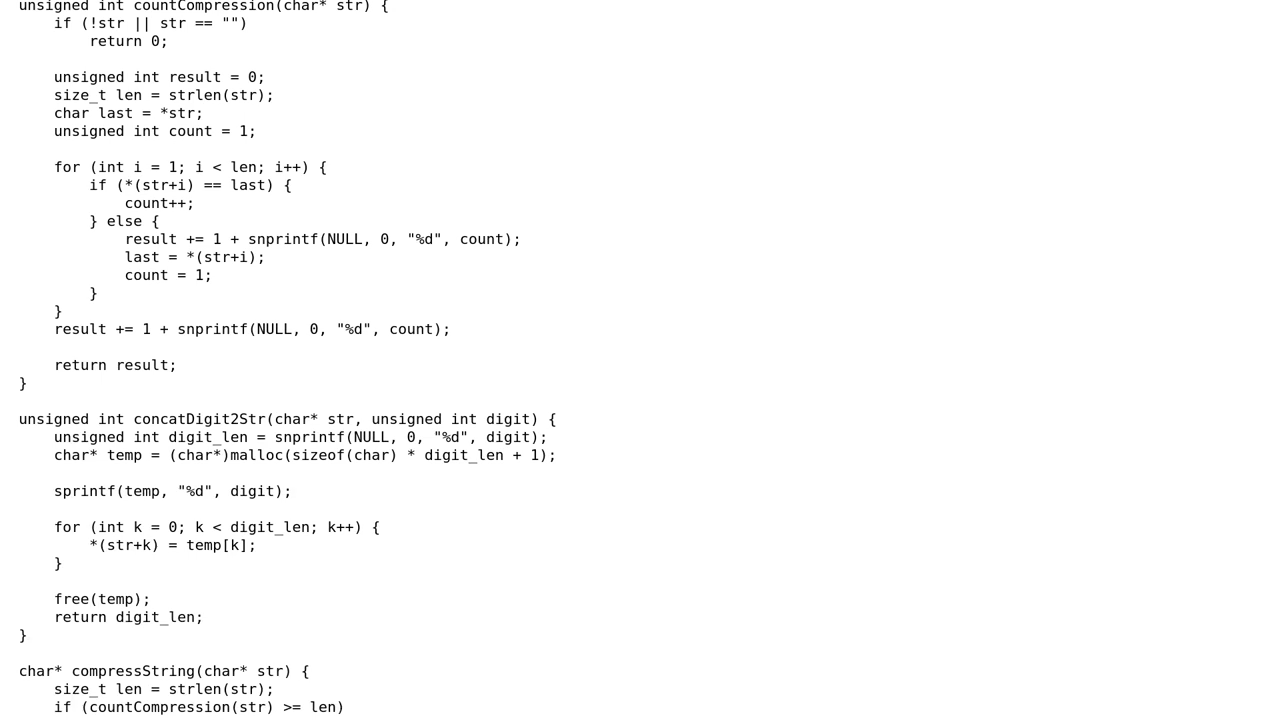 unsigned int countCompression(char* str) {
    if (!str || str == "")
        return 0;

    unsigned int result = 0;
    size_t len = strlen(str);
    char last = *str;
    unsigned int count = 1;

    for (int i = 1; i < len; i++) {
        if (*(str+i) == last) {
            count++;
        } else {
            result += 1 + snprintf(NULL, 0, "%d", count);
            last = *(str+i);
            count = 1;
        }
    }
    result += 1 + snprintf(NULL, 0, "%d", count);

    return result;
}

unsigned int concatDigit2Str(char* str, unsigned int digit) {
    unsigned int digit_len = snprintf(NULL, 0, "%d", digit);
    char* temp = (char*)malloc(sizeof(char) * digit_len + 1);

    sprintf(temp, "%d", digit);

    for (int k = 0; k < digit_len; k++) {
        *(str+k) = temp[k];
    }

    free(temp);
    return digit_len;
}

char* compressString(char* str) {
    size_t len = strlen(str);
    if (countCompression(str) >= len)